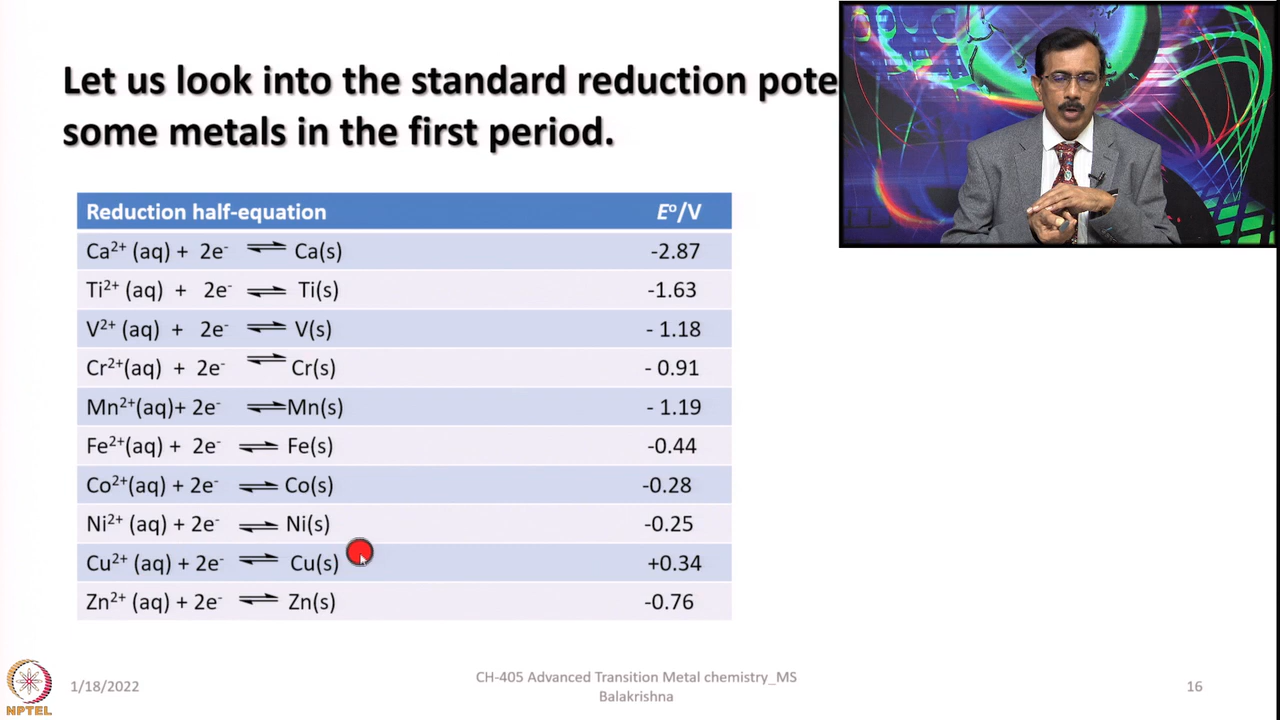 Let us look into the standard reduction pote
some metals in the first period.
Reduction half-equation E°/V
Ca²⁺ (aq) + 2e⁻ ⇌ Ca(s) -2.87
Ti²⁺ (aq) + 2e⁻ ⇌ Ti(s) -1.63
V²⁺ (aq) + 2e⁻ ⇌ V(s) - 1.18
Cr²⁺(aq) + 2e⁻ ⇌ Cr(s) - 0.91
Mn²⁺(aq)+ 2e⁻ ⇌Mn(s) - 1.19
Fe²⁺(aq) + 2e⁻ ⇌ Fe(s) -0.44
Co²⁺(aq) + 2e⁻ ⇌ Co(s) -0.28
Ni²⁺ (aq) + 2e⁻ ⇌ Ni(s) -0.25
Cu²⁺ (aq) + 2e⁻ ⇌ Cu(s) +0.34
Zn²⁺ (aq) + 2e⁻ ⇌ Zn(s) -0.76
NPTEL
1/18/2022
CH-405 Advanced Transition Metal chemistry_MS
Balakrishna
16